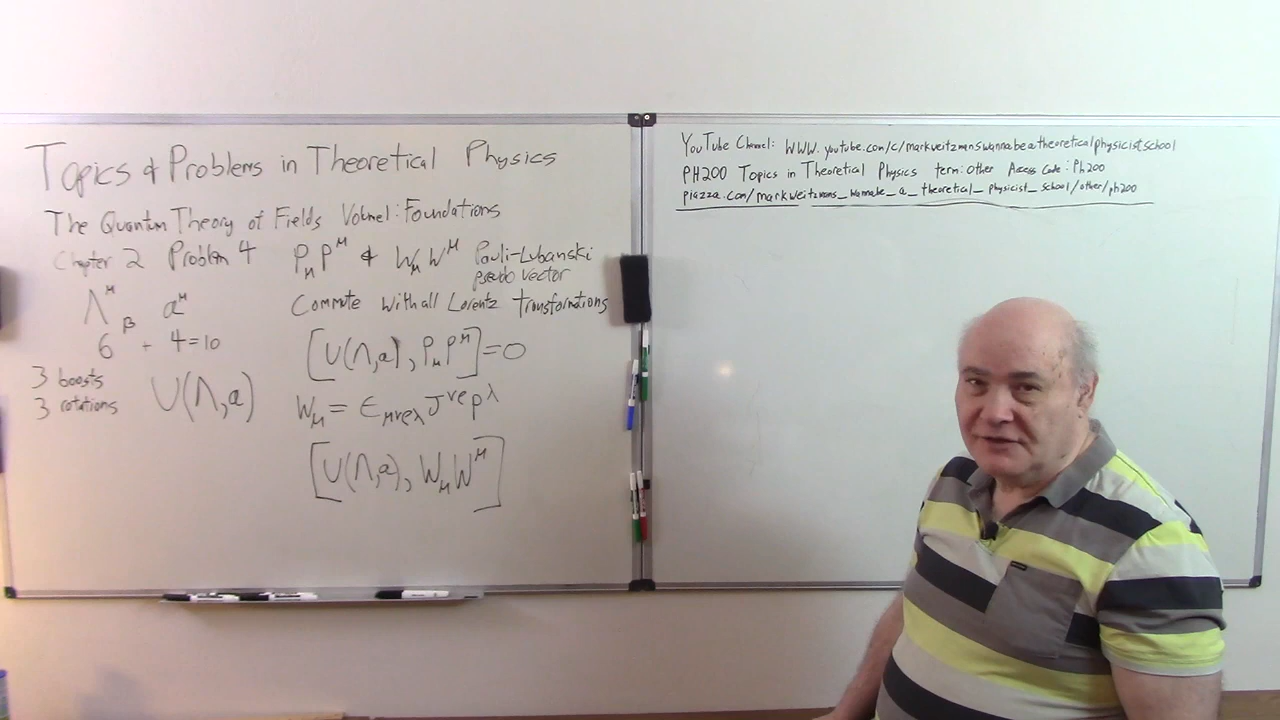 Topics & Problems in Theoretical Physics
The Quantum Theory of Fields Volume1: Foundations
Chapter 2 Problem 4 P_μ P^μ & W_μ W^μ Pauli-Lubanski
pseudo vector
Λ^μ_β a^μ
Commute with all Lorentz transformations
6 + 4=10
[U(Λ,a), P_μ P^μ]=0
3 boosts
3 rotations
U(Λ,a)
W_μ = ε_μνρλ J^νρ P^λ
[U(Λ,a), W_μ W^μ]
YouTube Channel: WWW.youtube.com/c/markweitzmanswannabeatheoreticalphysicistschool
PH200 Topics in Theoretical Physics term: Other Access Code: Ph200
piazza.com/markweitzmans_wannabe_a_theoretical_physicist_school/other/ph200